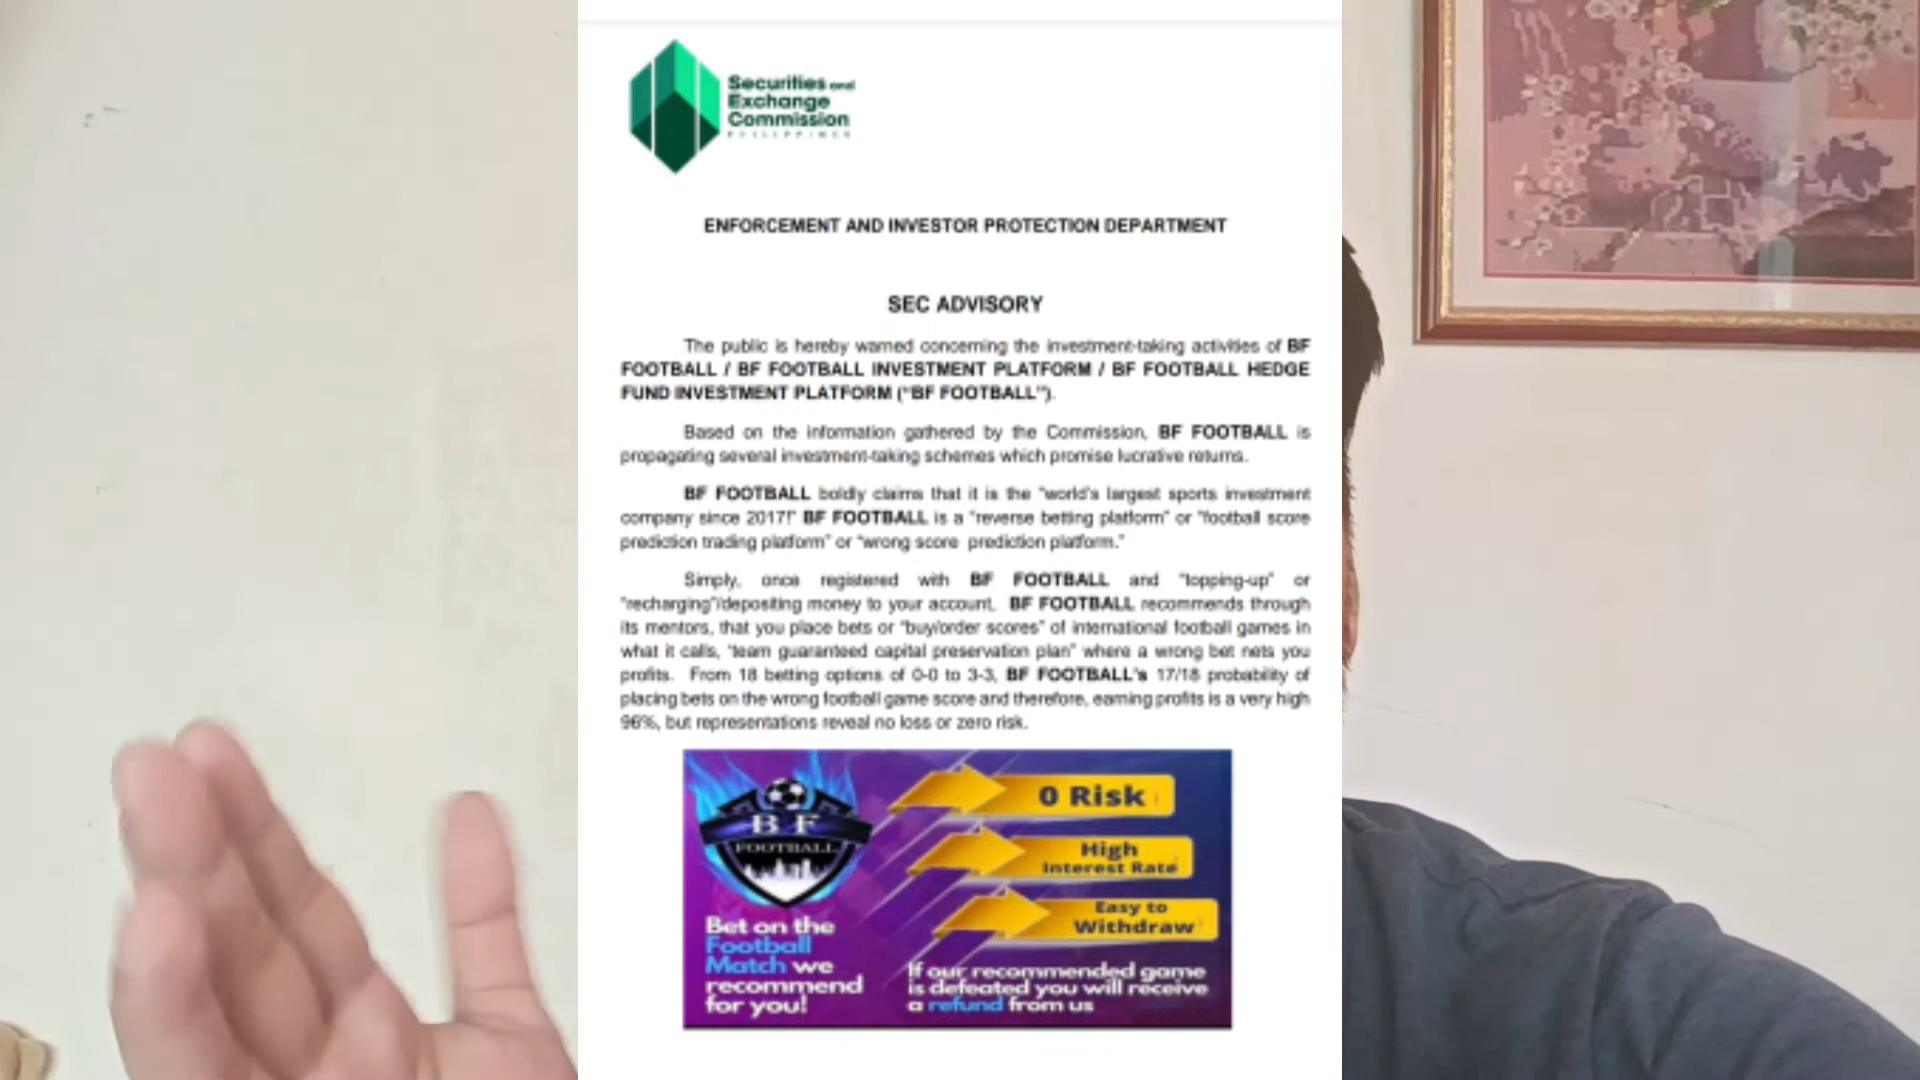 Securities and
Exchange
Commission
PHILIPPINES
ENFORCEMENT AND INVESTOR PROTECTION DEPARTMENT
SEC ADVISORY
The public is hereby warned concerning the investment-taking activities of BF
FOOTBALL / BF FOOTBALL INVESTMENT PLATFORM / BF FOOTBALL HEDGE
FUND INVESTMENT PLATFORM ("BF FOOTBALL").
Based on the information gathered by the Commission, BF FOOTBALL is
propagating several investment-taking schemes which promise lucrative returns.
BF FOOTBALL boldly claims that it is the "world's largest sports investment
company since 2017!" BF FOOTBALL is a "reverse betting platform" or "football score
prediction trading platform" or "wrong score prediction platform."
Simply, once registered with BF FOOTBALL and "topping-up" or
"recharging"/depositing money to your account, BF FOOTBALL recommends through
its mentors, that you place bets or "buy/order scores" of international football games in
what it calls, "team guaranteed capital preservation plan" where a wrong bet nets you
profits. From 18 betting options of 0-0 to 3-3, BF FOOTBALL's 17/18 probability of
placing bets on the wrong football game score and therefore, earning profits is a very high
96%, but representations reveal no loss or zero risk.
BF
FOOTBALL
0 Risk
High
Interest Rate
Easy to
Withdraw
Bet on the
Football
Match we
recommend
for you!
If our recommended game
is defeated you will receive
a refund from us